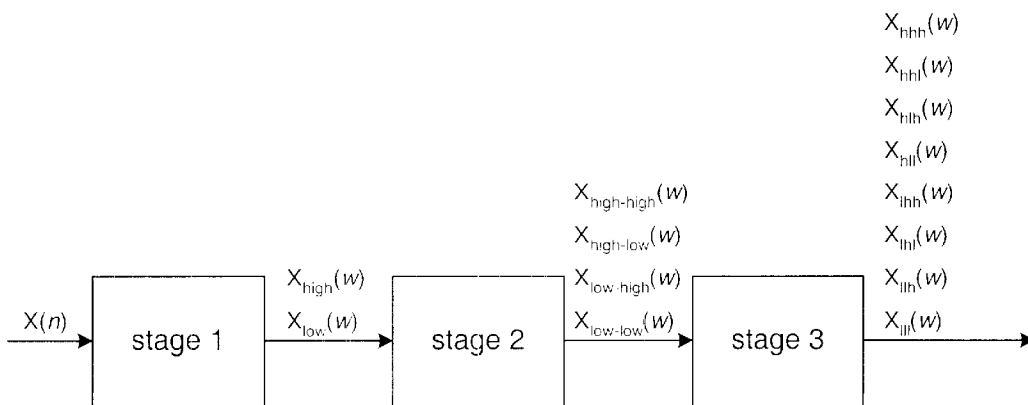 X(n)
stage 1
X_high(w)
X_low(w)
stage 2
X_high-high(w)
X_high-low(w)
X_low-high(w)
X_low-low(w)
stage 3
X_hhh(w)
X_hhl(w)
X_hlh(w)
X_hll(w)
X_lhh(w)
X_lhl(w)
X_llh(w)
X_lll(w)